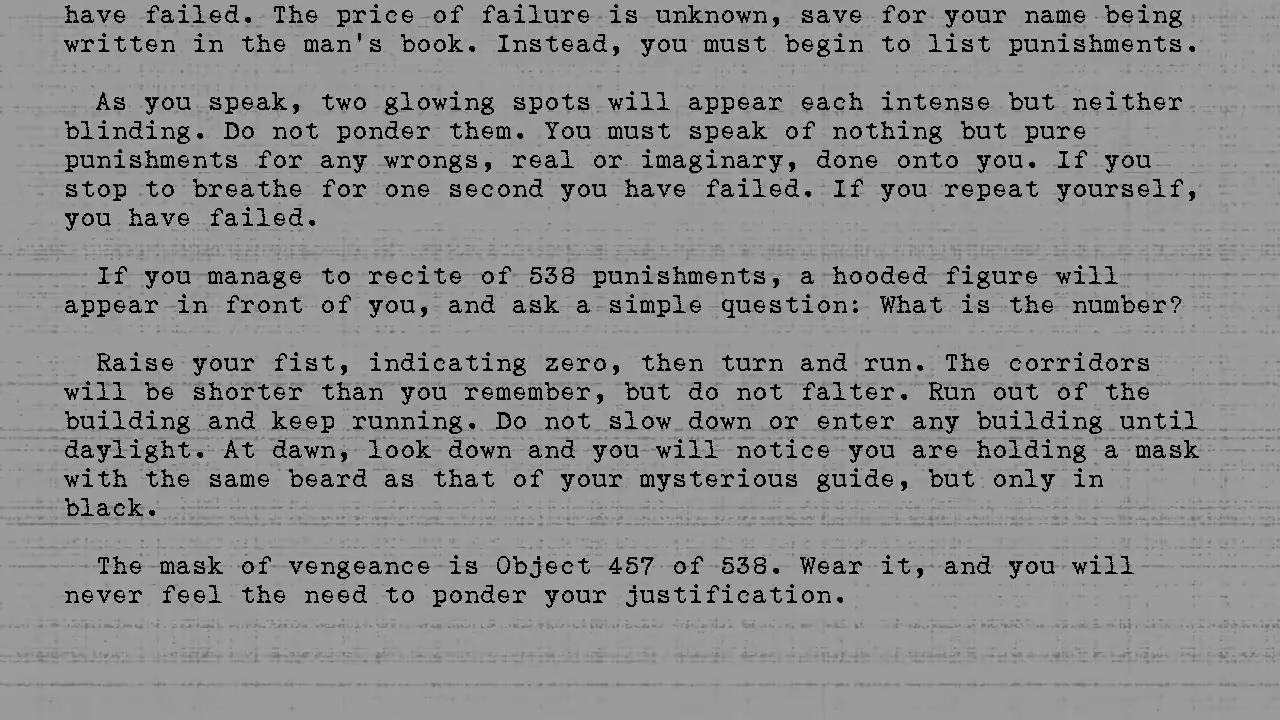 have failed. The price of failure is unknown, save for your name being
written in the man's book. Instead, you must begin to list punishments.
As you speak, two glowing spots will appear each intense but neither
blinding. Do not ponder them. You must speak of nothing but pure
punishments for any wrongs, real or imaginary, done onto you. If you
stop to breathe for one second you have failed. If you repeat yourself,
you have failed.
If you manage to recite of 538 punishments, a hooded figure will
appear in front of you, and ask a simple question: What is the number?
Raise your fist, indicating zero, then turn and run. The corridors
will be shorter than you remember, but do not falter. Run out of the
building and keep running. Do not slow down or enter any building until
daylight. At dawn, look down and you will notice you are holding a mask
with the same beard as that of your mysterious guide, but only in
black.
The mask of vengeance is Object 457 of 538. Wear it, and you will
never feel the need to ponder your justification.